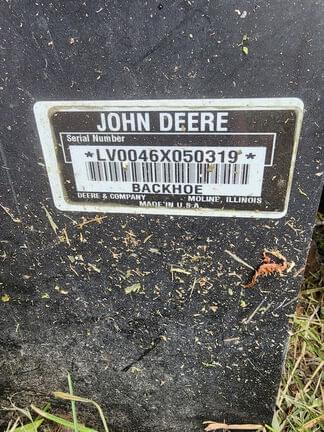 JOHN DEERE
Serial Number
*LV0046X050319*
BACKHOE
DEERE & COMPANY MOLINE, ILLINOIS
MADE IN U.S.A.